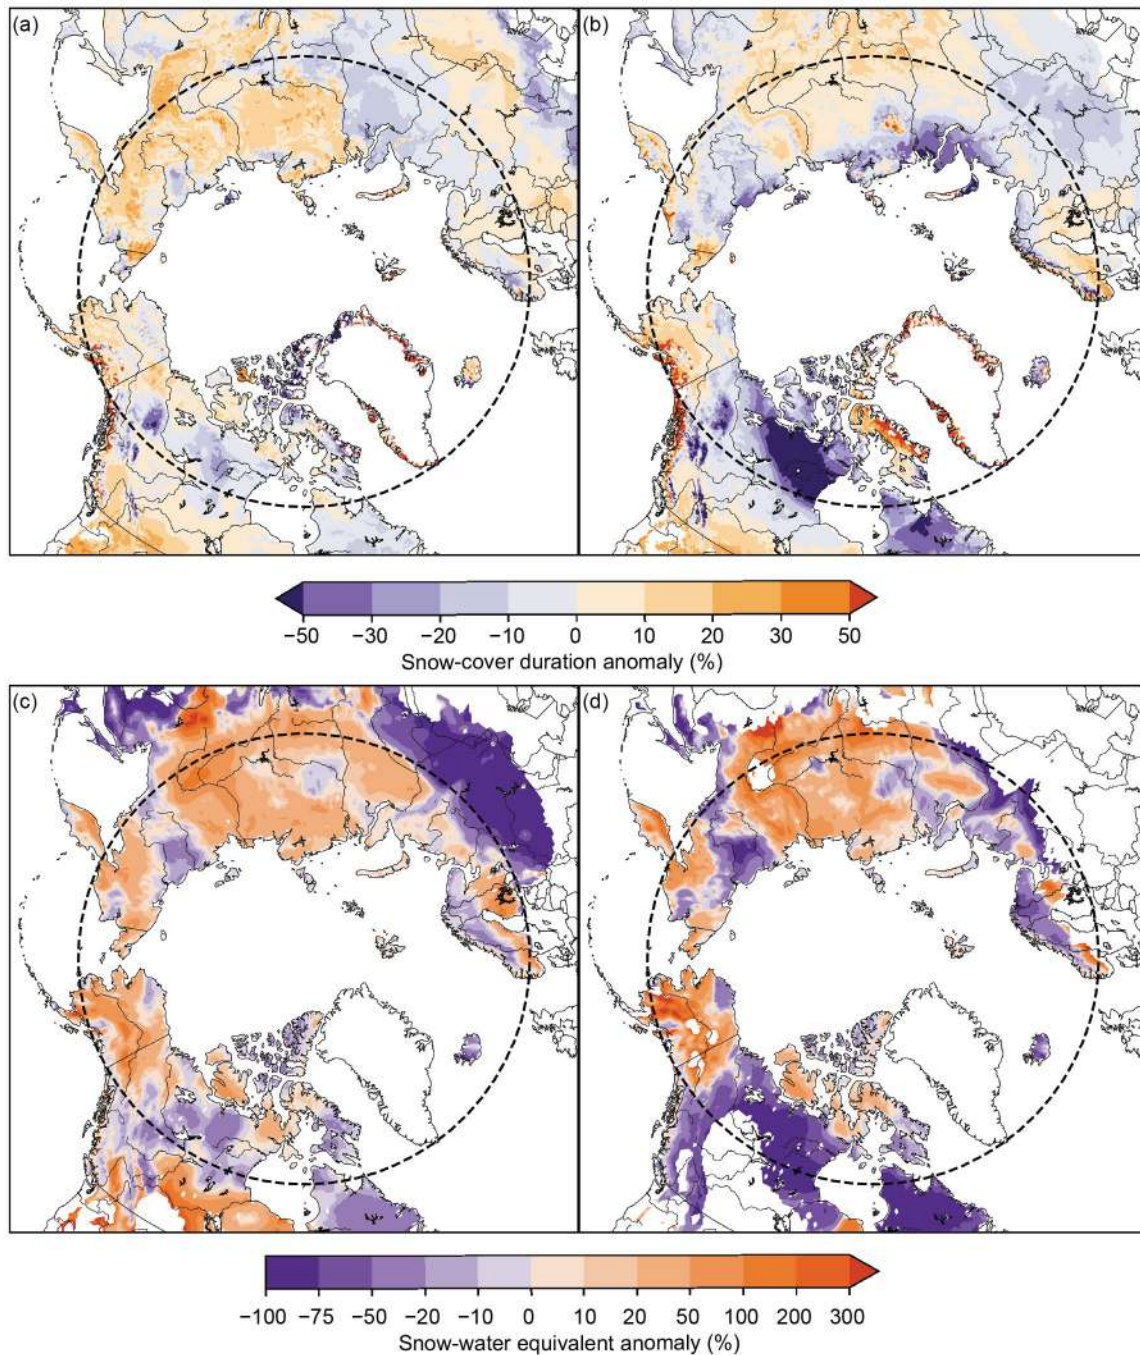 (a)
(b)
−50 −30 −20 −10 0 10 20 30 50
Snow-cover duration anomaly (%)
(c)
(d)
−100 −75 −50 −20 −10 0 10 20 50 100 200 300
Snow-water equivalent anomaly (%)